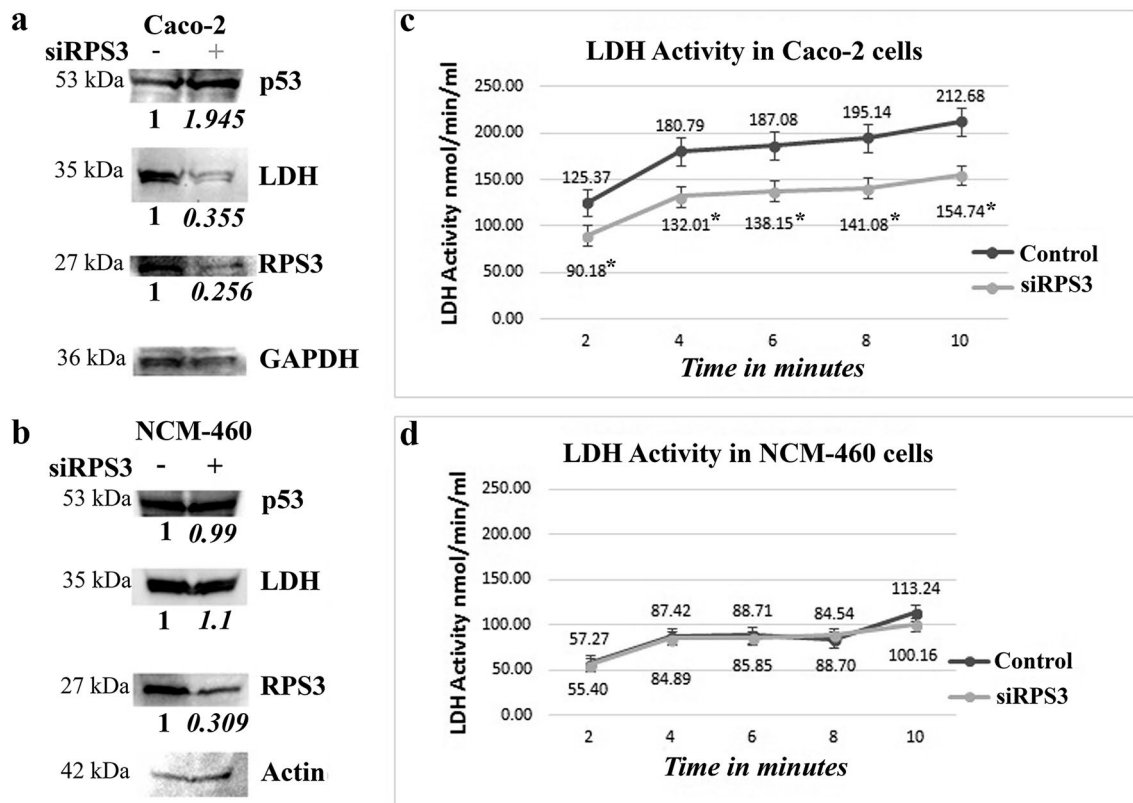 a
Caco-2
siRPS3 - +
53 kDa p53
1 1.945
35 kDa LDH
1 0.355
27 kDa RPS3
1 0.256
36 kDa GAPDH
b
NCM-460
siRPS3 - +
53 kDa p53
1 0.99
35 kDa LDH
1 1.1
27 kDa RPS3
1 0.309
42 kDa Actin
c
LDH Activity in Caco-2 cells
LDH Activity nmol/min/ml
250.00
200.00
150.00
100.00
50.00
0.00
125.37 180.79 187.08 195.14 212.68
90.18* 132.01* 138.15* 141.08* 154.74*
Control
siRPS3
2 4 6 8 10
Time in minutes
d
LDH Activity in NCM-460 cells
LDH Activity nmol/min/ml
250.00
200.00
150.00
100.00
50.00
0.00
57.27 87.42 88.71 84.54 113.24
55.40 84.89 85.85 88.70 100.16
Control
siRPS3
2 4 6 8 10
Time in minutes